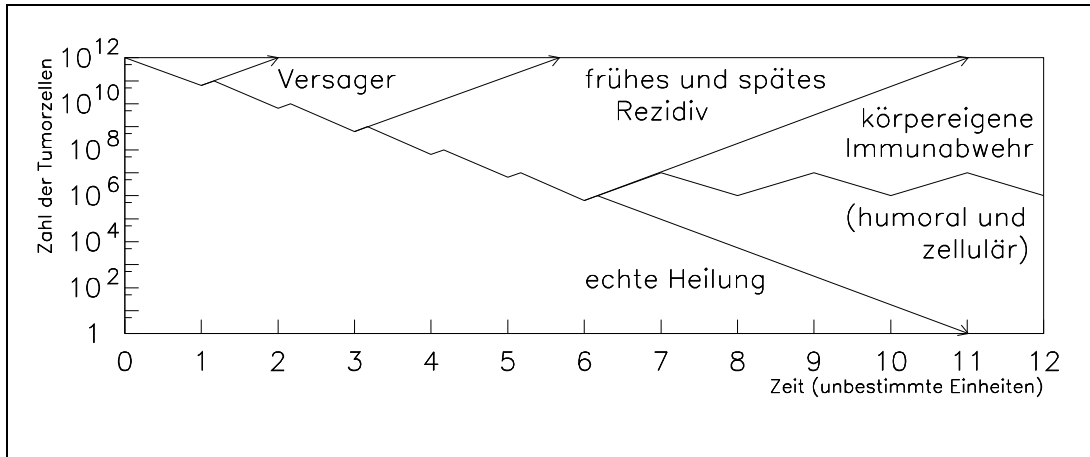 Zahl der Tumorzellen
10^12
10^10
10^8
10^6
10^4
10^2
1
Versager
frühes und spätes
Rezidiv
körpereigene
Immunabwehr
(humoral und
zellulär)
echte Heilung
0 1 2 3 4 5 6 7 8 9 10 11 12
Zeit (unbestimmte Einheiten)